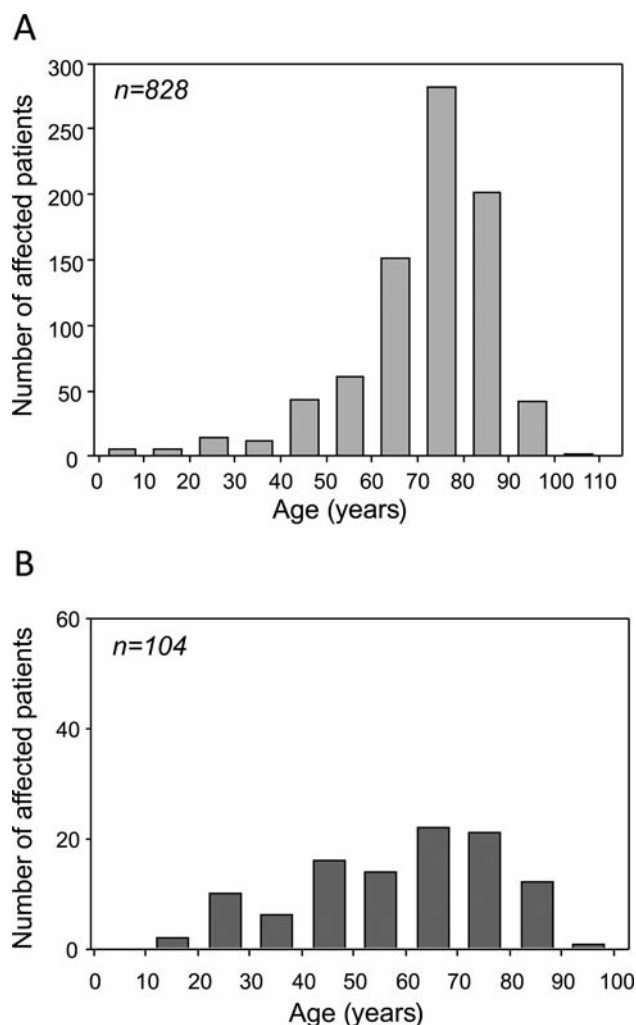 A
300
n=828
250
200
150
100
50
0
Number of affected patients
0 10 20 30 40 50 60 70 80 90 100 110
Age (years)
B
60
n=104
40
20
0
Number of affected patients
0 10 20 30 40 50 60 70 80 90 100
Age (years)